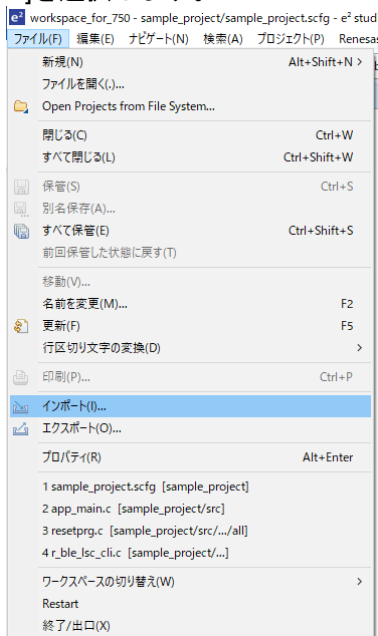 ]を選択します。
workspace_for_750 - sample_project/sample_project.scfg - e² stud
ファイル(F) 編集(E) ナビゲート(N) 検索(A) プロジェクト(P) Renesas
新規(N) Alt+Shift+N >
ファイルを開く(.)...
Open Projects from File System...
閉じる(C) Ctrl+W
すべて閉じる(L) Ctrl+Shift+W
保管(S) Ctrl+S
別名保存(A)...
すべて保管(E) Ctrl+Shift+S
前回保管した状態に戻す(T)
移動(V)...
名前を変更(M)... F2
更新(F) F5
行区切り文字の変換(D) >
印刷(P)... Ctrl+P
インポート(I)...
エクスポート(O)...
プロパティ(R) Alt+Enter
1 sample_project.scfg [sample_project]
2 app_main.c [sample_project/src]
3 resetprg.c [sample_project/src/.../all]
4 r_ble_lsc_cli.c [sample_project/...]
ワークスペースの切り替え(W) >
Restart
終了/出口(X)